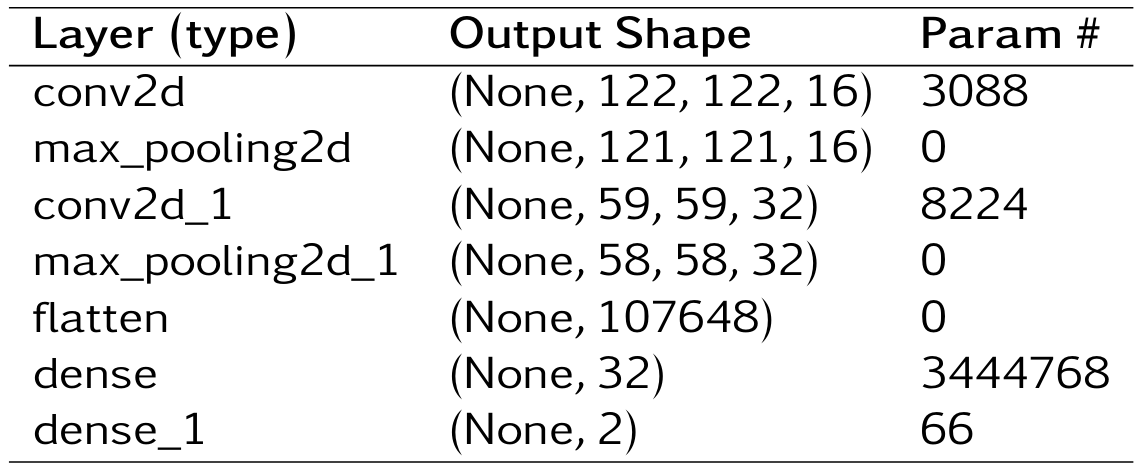 Layer (type) Output Shape Param #
conv2d (None, 122, 122, 16) 3088
max_pooling2d (None, 121, 121, 16) 0
conv2d_1 (None, 59, 59, 32) 8224
max_pooling2d_1 (None, 58, 58, 32) 0
flatten (None, 107648) 0
dense (None, 32) 3444768
dense_1 (None, 2) 66